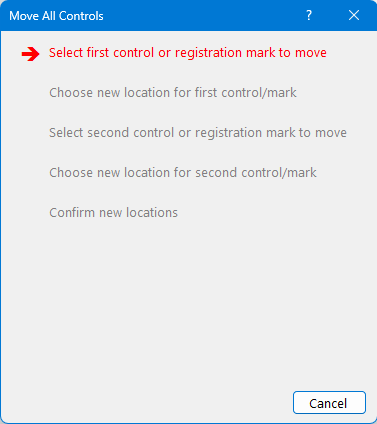 Move All Controls
?
Select first control or registration mark to move
Choose new location for first control/mark
Select second control or registration mark to move
Choose new location for second control/mark
Confirm new locations
Cancel